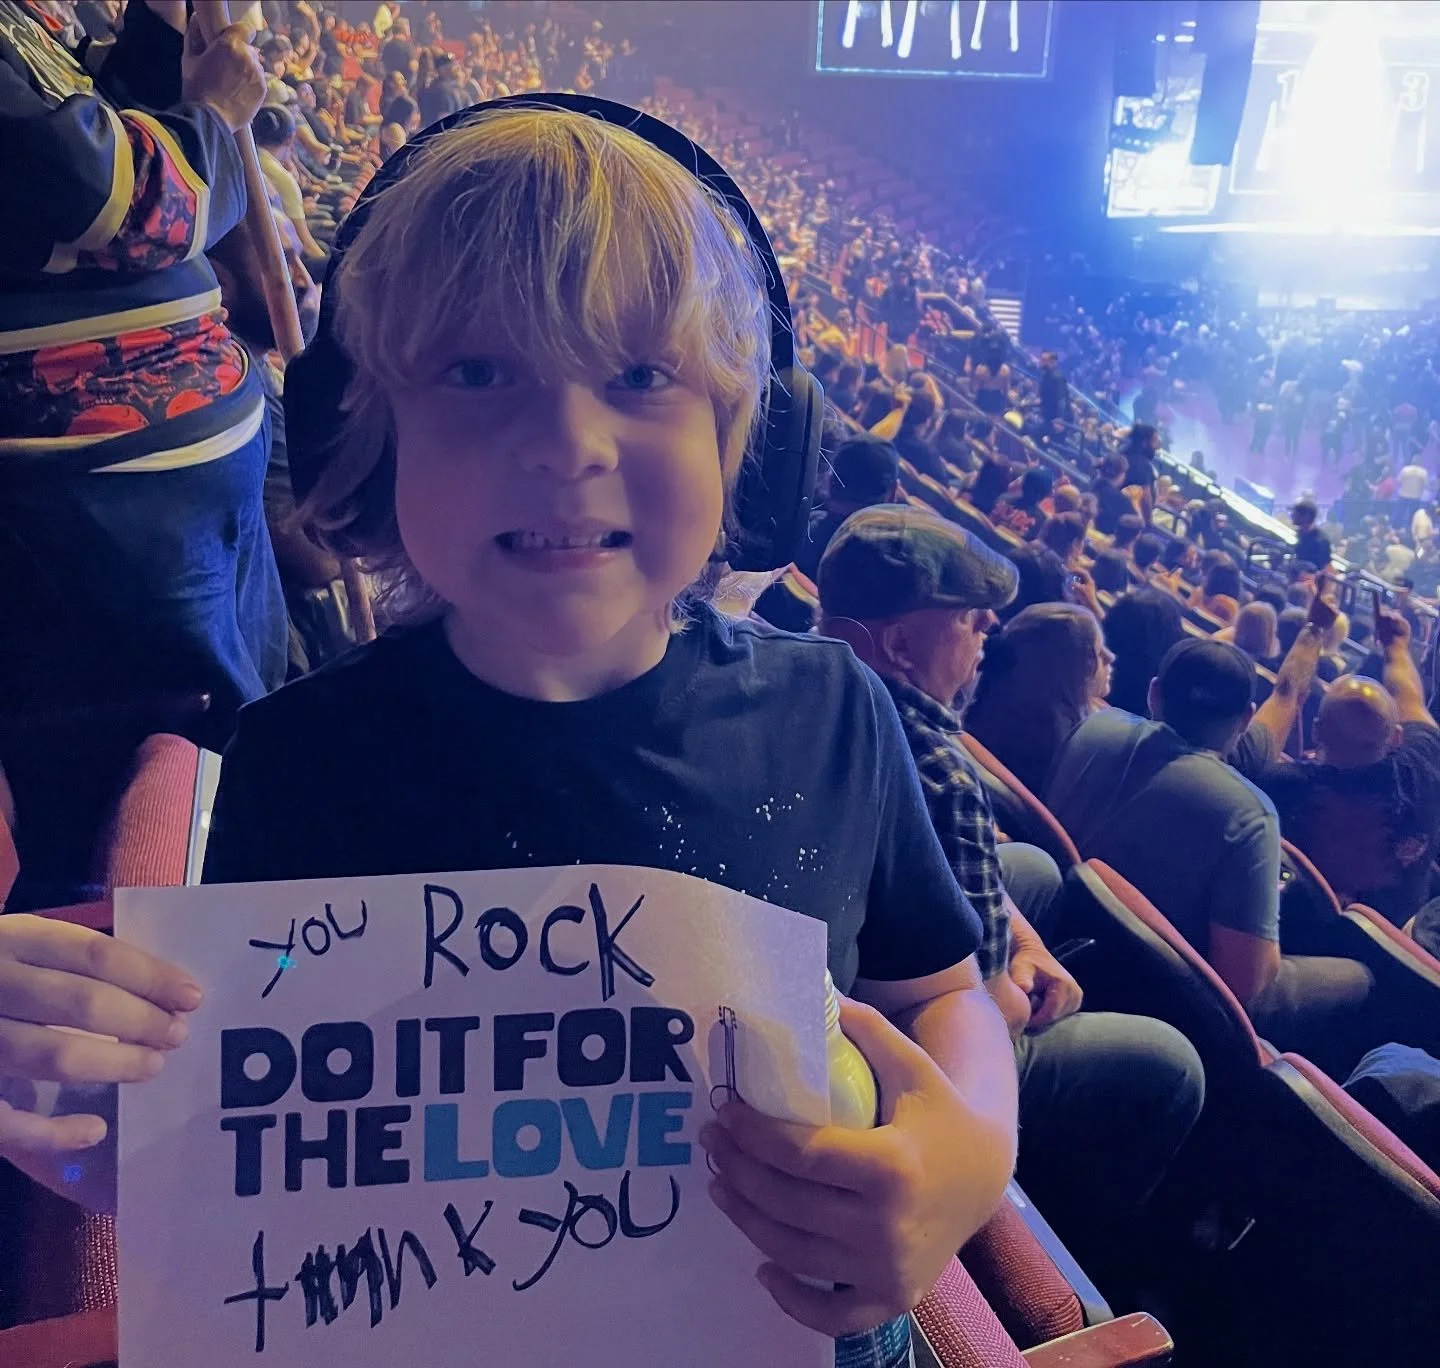 You ROCK
DO IT FOR
THE LOVE
thank you